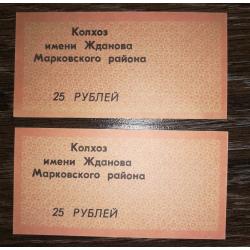 Колхоз
имени Жданова
Марковского района
25 РУБЛЕЙ
Колхоз
имени Жданова
Марковского района
25 РУБЛЕЙ